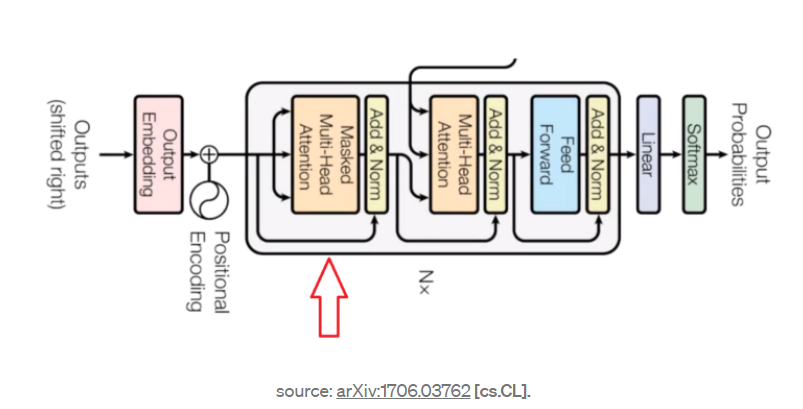 Outputs
(shifted right)
Output
Embedding
Positional
Encoding
Masked
Multi-Head
Attention
Add & Norm
Multi-Head
Attention
Add & Norm
Feed
Forward
Add & Norm
Nx
Linear
Softmax
Output
Probabilities
source: arXiv:1706.03762 [cs.CL].